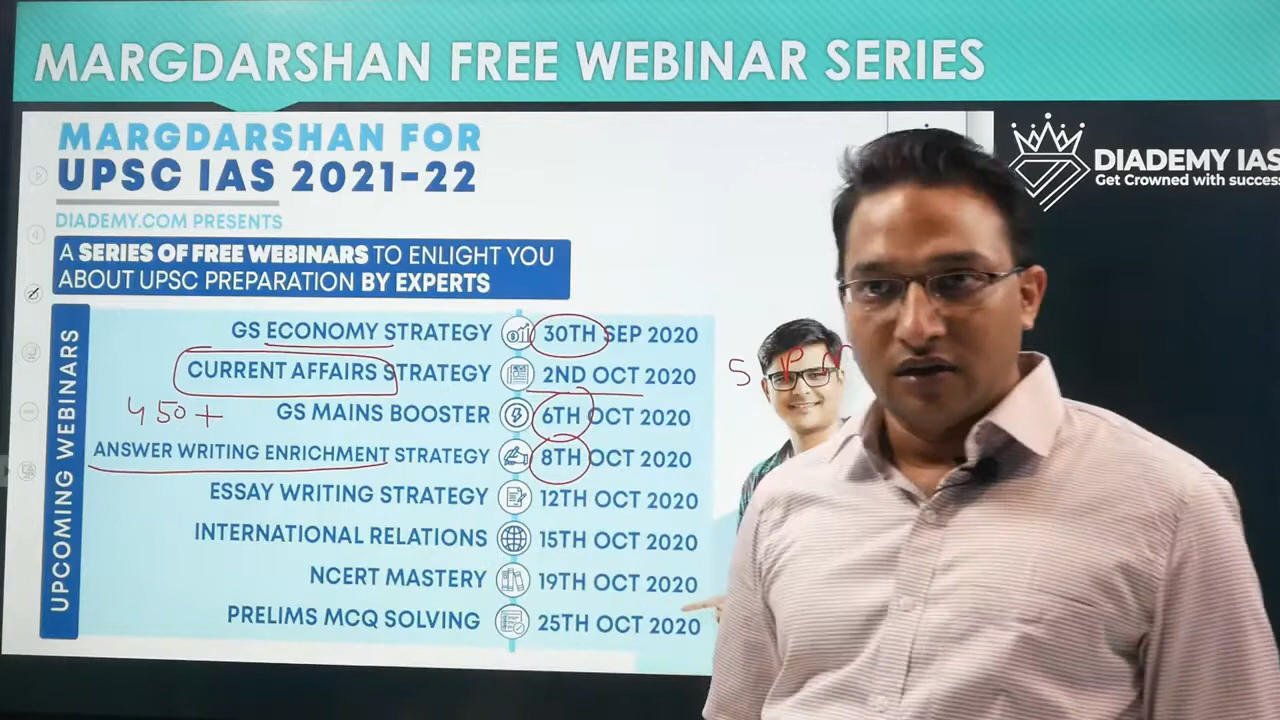 MARGDARSHAN FREE WEBINAR SERIES
MARGDARSHAN FOR
UPSC IAS 2021-22
DIADEMY.COM PRESENTS
A SERIES OF FREE WEBINARS TO ENLIGHT YOU
ABOUT UPSC PREPARATION BY EXPERTS
DIADEMY IAS
Get Crowned with success
UPCOMING WEBINARS
GS ECONOMY STRATEGY 30TH SEP 2020
CURRENT AFFAIRS STRATEGY 2ND OCT 2020
5 P
450+ GS MAINS BOOSTER 6TH OCT 2020
ANSWER WRITING ENRICHMENT STRATEGY 8TH OCT 2020
ESSAY WRITING STRATEGY 12TH OCT 2020
INTERNATIONAL RELATIONS 15TH OCT 2020
NCERT MASTERY 19TH OCT 2020
PRELIMS MCQ SOLVING 25TH OCT 2020